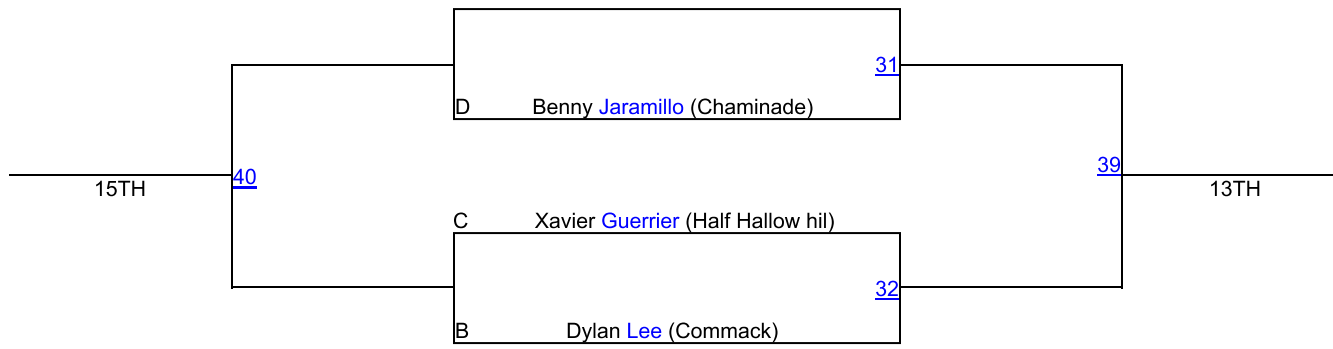 31
D Benny Jaramillo (Chaminade)
39
40
15TH
13TH
C Xavier Guerrier (Half Hallow hil)
32
B Dylan Lee (Commack)